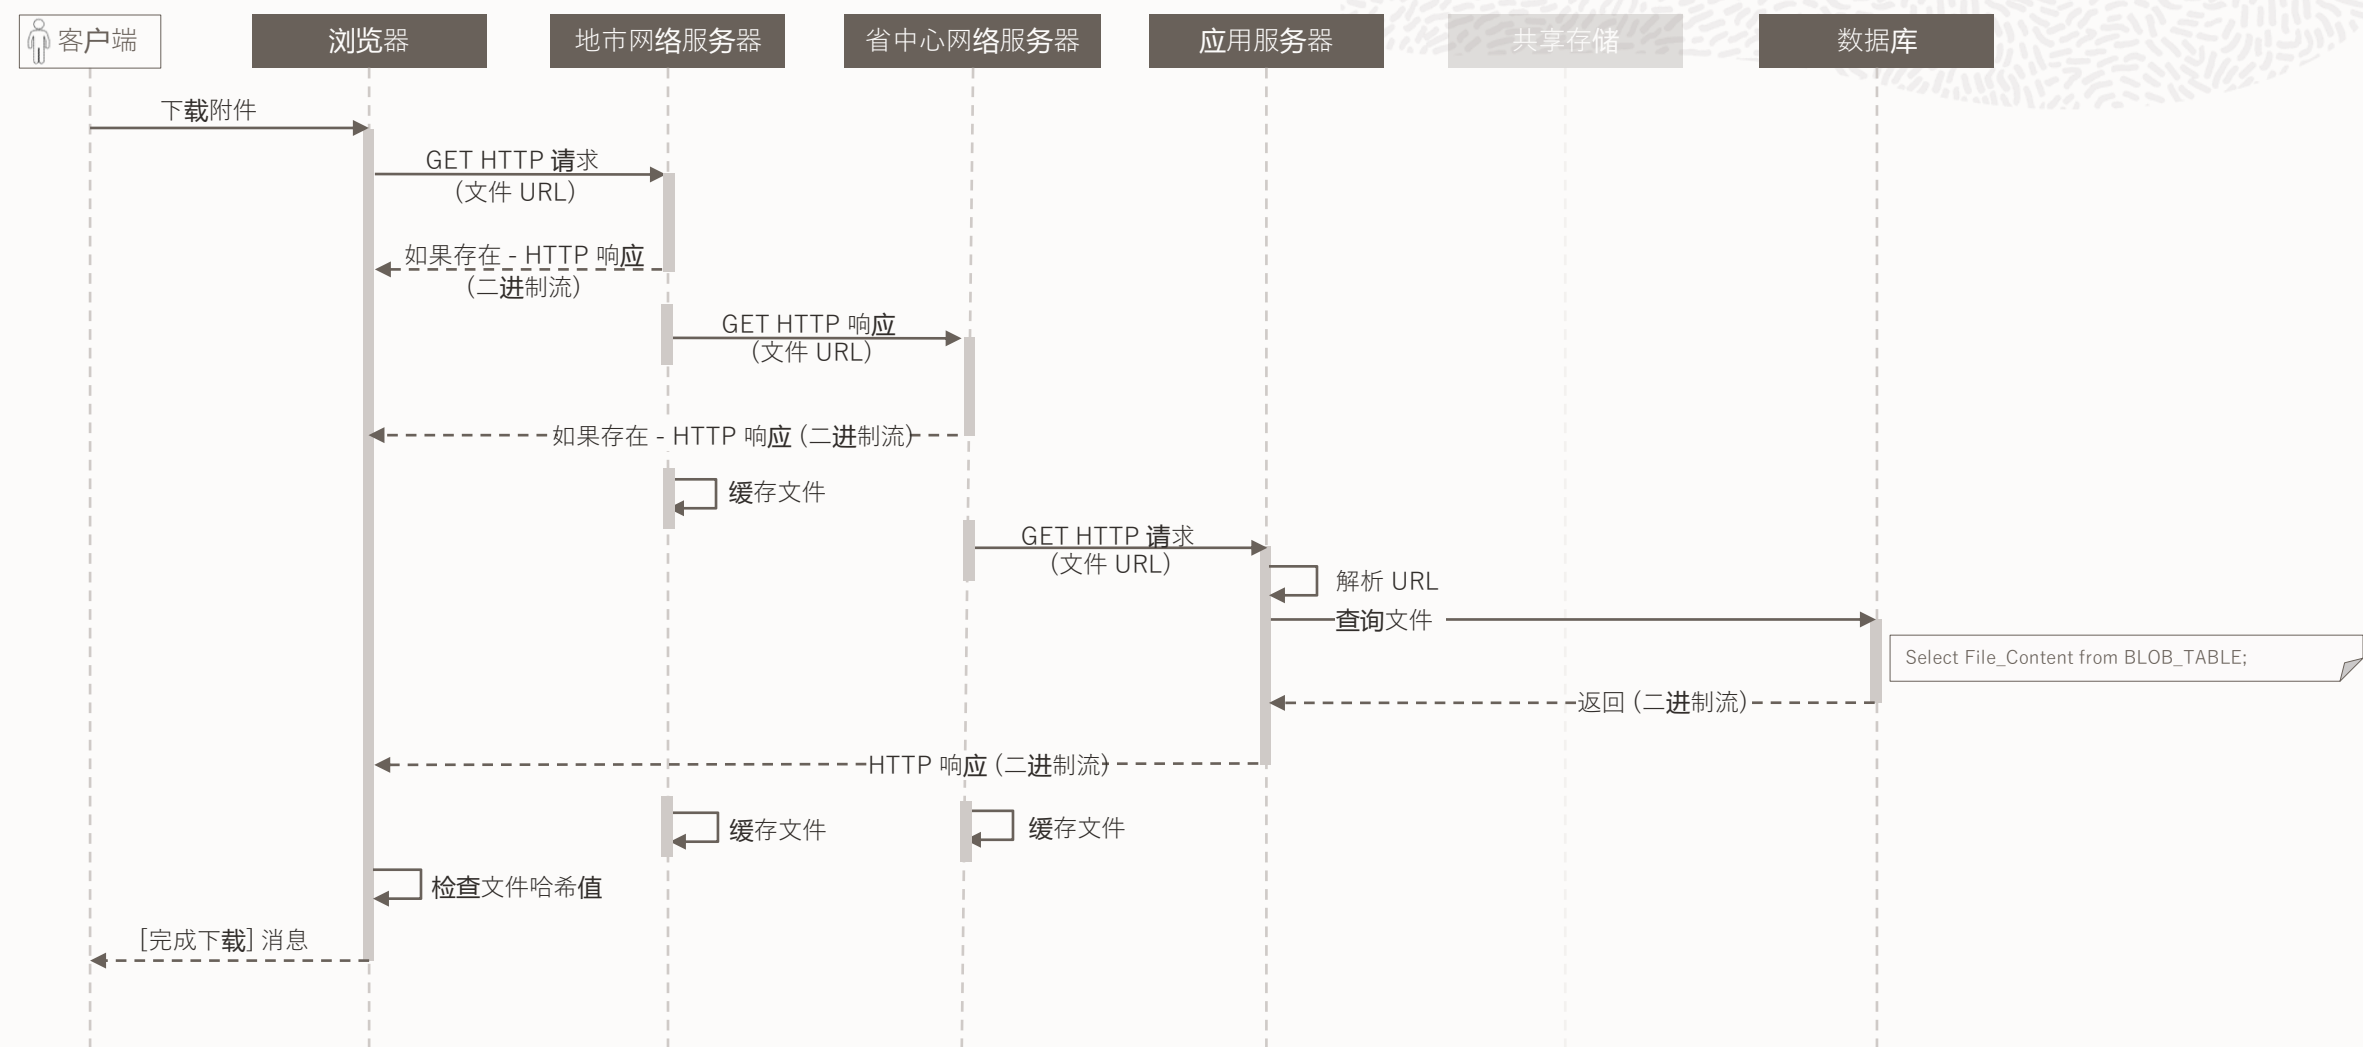 客户端
浏览器
地市网络服务器
省中心网络服务器
应用服务器
共享存储
数据库
下载附件
GET HTTP 请求
(文件 URL)
如果存在 - HTTP 响应
(二进制流)
GET HTTP 响应
(文件 URL)
如果存在 - HTTP 响应 (二进制流)
缓存文件
GET HTTP 请求
(文件 URL)
解析 URL
查询文件
Select File_Content from BLOB_TABLE;
返回 (二进制流)
HTTP 响应 (二进制流)
缓存文件
缓存文件
检查文件哈希值
[完成下载] 消息